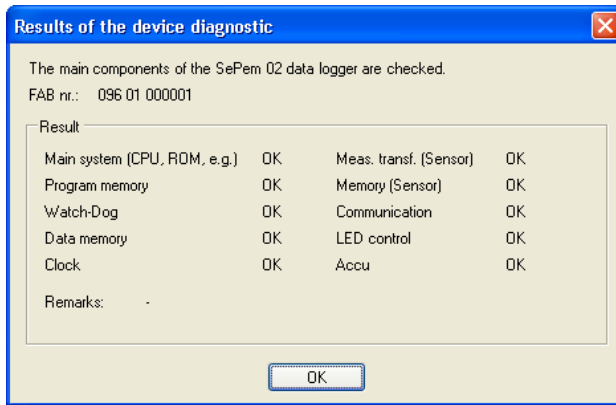 Results of the device diagnostic
The main components of the SePem 02 data logger are checked.
FAB nr.: 096 01 000001
Result
Main system (CPU, ROM, e.g.) OK Meas. transf. (Sensor) OK
Program memory OK Memory (Sensor) OK
Watch-Dog OK Communication OK
Data memory OK LED control OK
Clock OK Accu OK
Remarks: -
OK